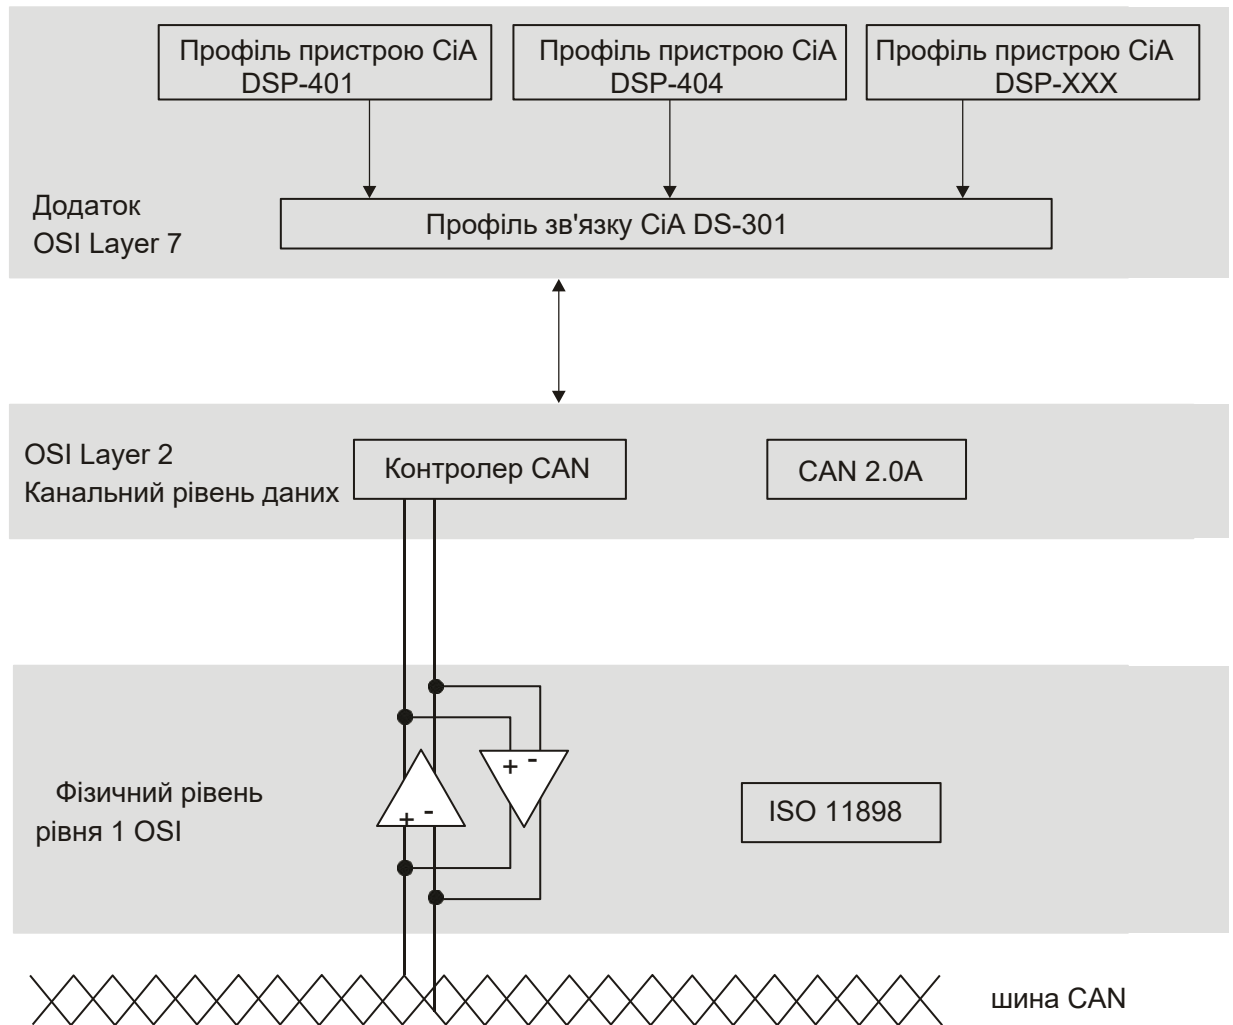 Профіль пристрою CiA
DSP-401
Профіль пристрою CiA
DSP-404
Профіль пристрою CiA
DSP-XXX
Додаток
OSI Layer 7
Профіль зв'язку CiA DS-301
OSI Layer 2
Канальний рівень даних
Контролер CAN
CAN 2.0A
+ -
Фізичний рівень
рівня 1 OSI
+ -
ISO 11898
шина CAN